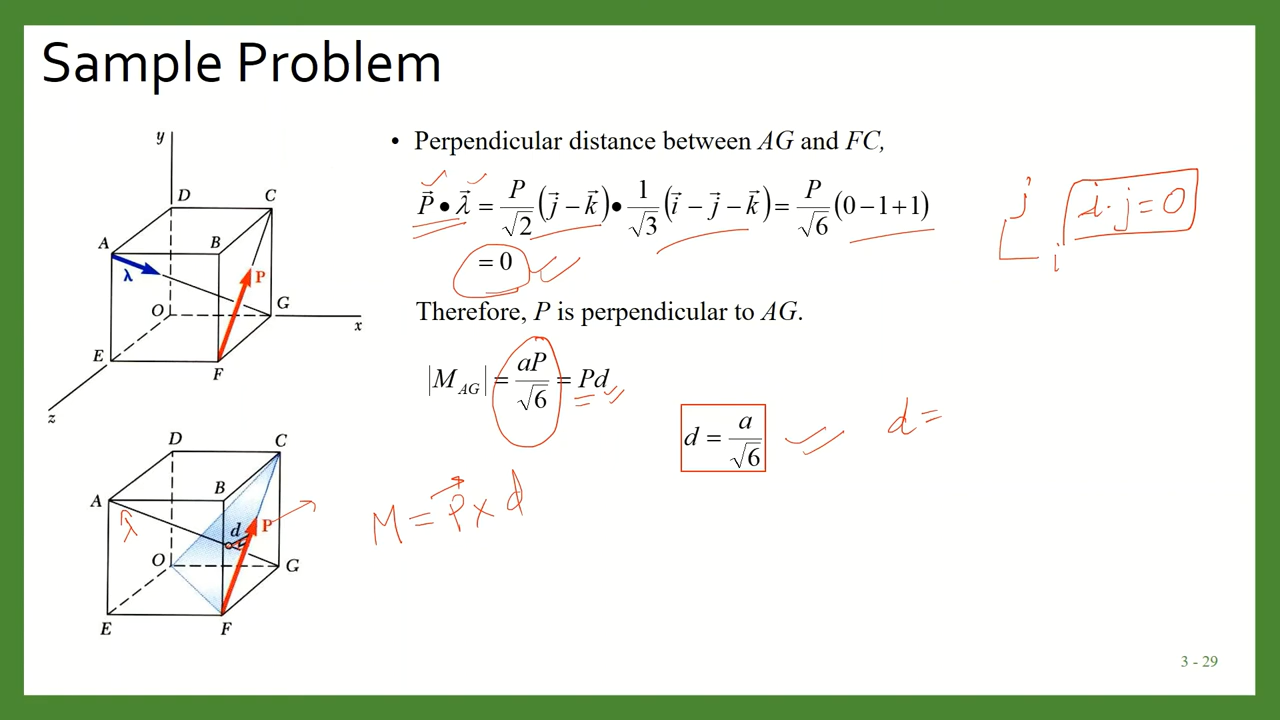 Sample Problem
• Perpendicular distance between AG and FC,
P⃗ • λ⃗ = P/√2 (j⃗ − k⃗) • 1/√3 (i⃗ − j⃗ − k⃗) = P/√6 (0 − 1 + 1)
= 0
j
i
i · j = 0
Therefore, P is perpendicular to AG.
|M_AG| = aP/√6 = Pd
d = a/√6
d =
M = P⃗ × d
y
D
C
A
B
λ
P
O
G
x
E
F
z
D
C
A
B
λ
d
P
O
G
E
F
3 - 29